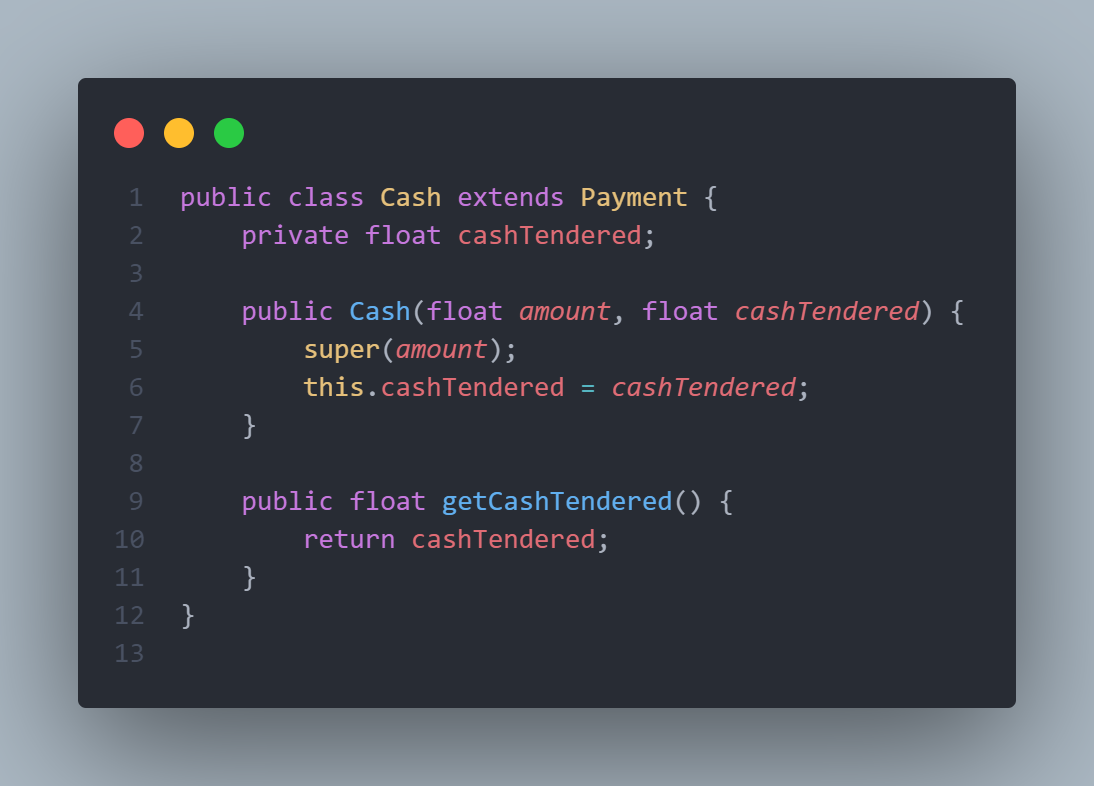 1 public class Cash extends Payment {
2     private float cashTendered;
3
4     public Cash(float amount, float cashTendered) {
5         super(amount);
6         this.cashTendered = cashTendered;
7     }
8
9     public float getCashTendered() {
10         return cashTendered;
11     }
12 }
13